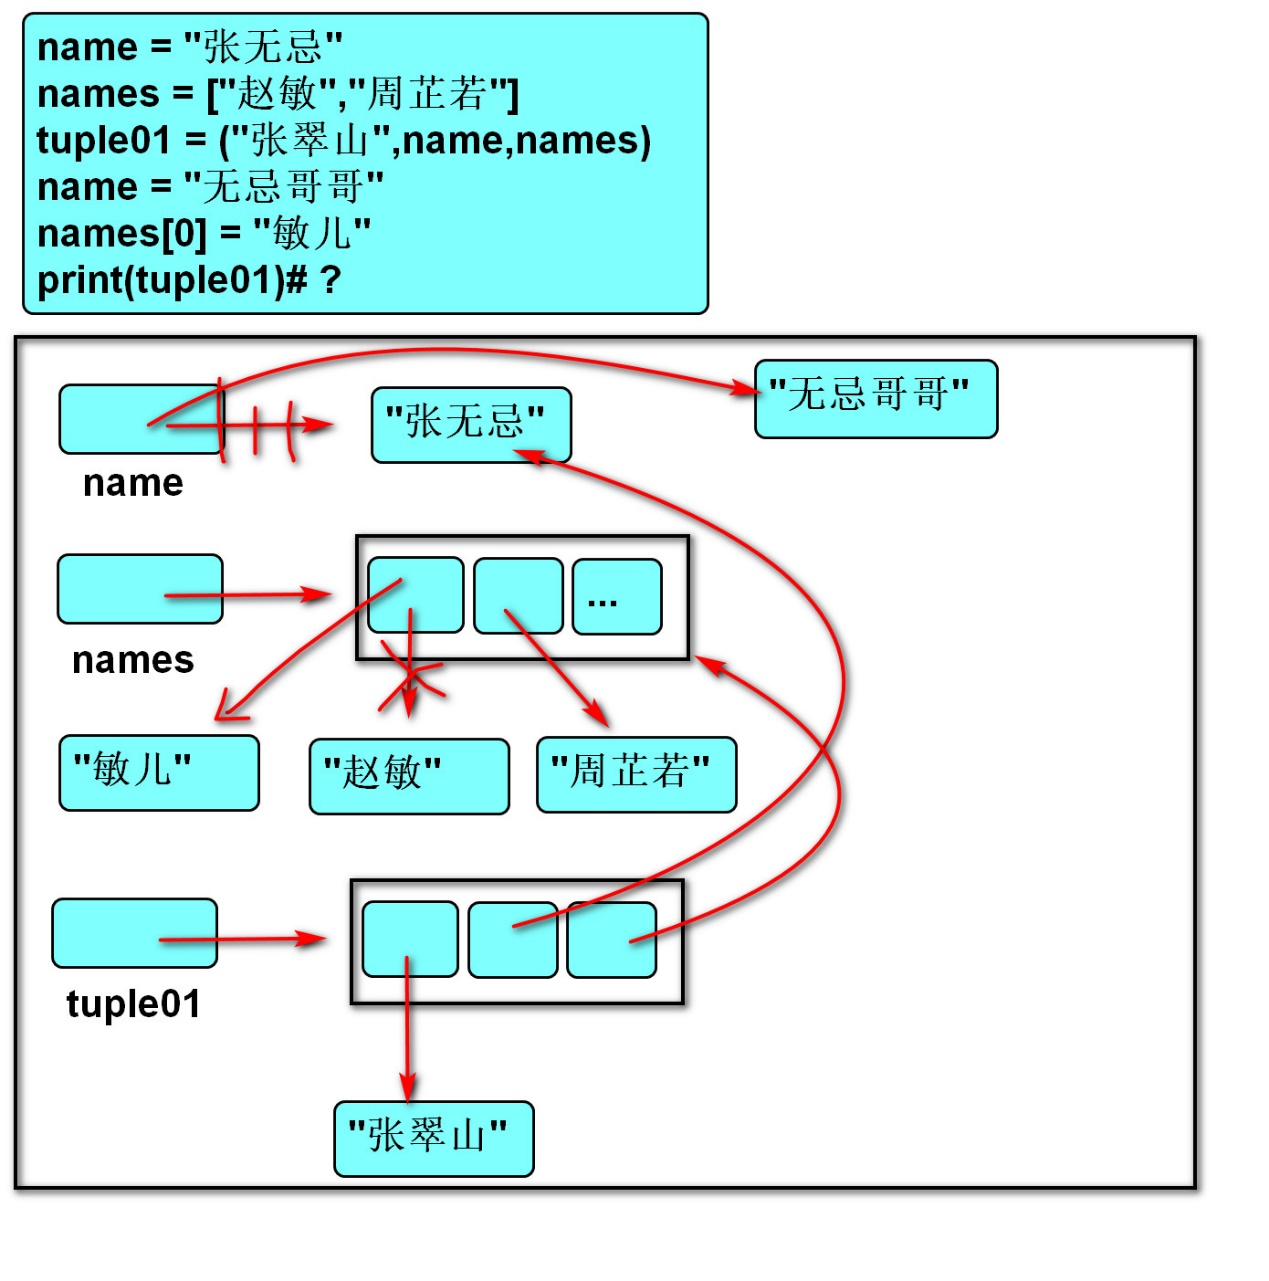 name = "张无忌"
names = ["赵敏","周芷若"]
tuple01 = ("张翠山",name,names)
name = "无忌哥哥"
names[0] = "敏儿"
print(tuple01)# ?
"无忌哥哥"
"张无忌"
name
...
names
"敏儿"
"赵敏"
"周芷若"
tuple01
"张翠山"